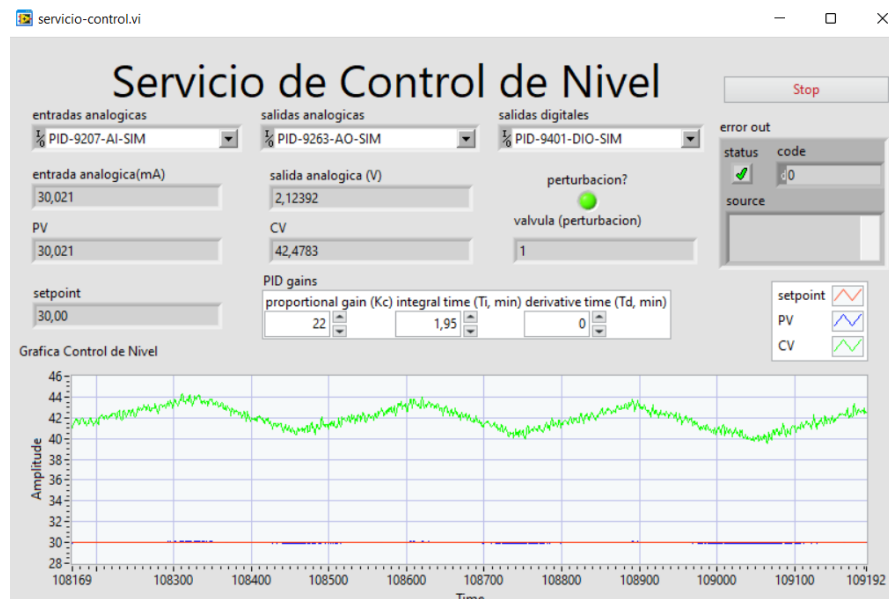 servicio-control.vi
Servicio de Control de Nivel
Stop
entradas analogicas
salidas analogicas
salidas digitales
error out
PID-9207-AI-SIM
PID-9263-AO-SIM
PID-9401-DIO-SIM
status
code
entrada analogica(mA)
salida analogica (V)
perturbacion?
0
30,021
2,12392
source
PV
CV
valvula (perturbacion)
30,021
42,4783
1
PID gains
setpoint
proportional gain (Kc) integral time (Ti, min) derivative time (Td, min)
30,00
22
1,95
0
setpoint
PV
CV
Grafica Control de Nivel
46
44
42
40
38
36
34
32
30
28
Amplitude
108169
108300
108400
108500
108600
108700
108800
108900
109000
109100
109192
Time